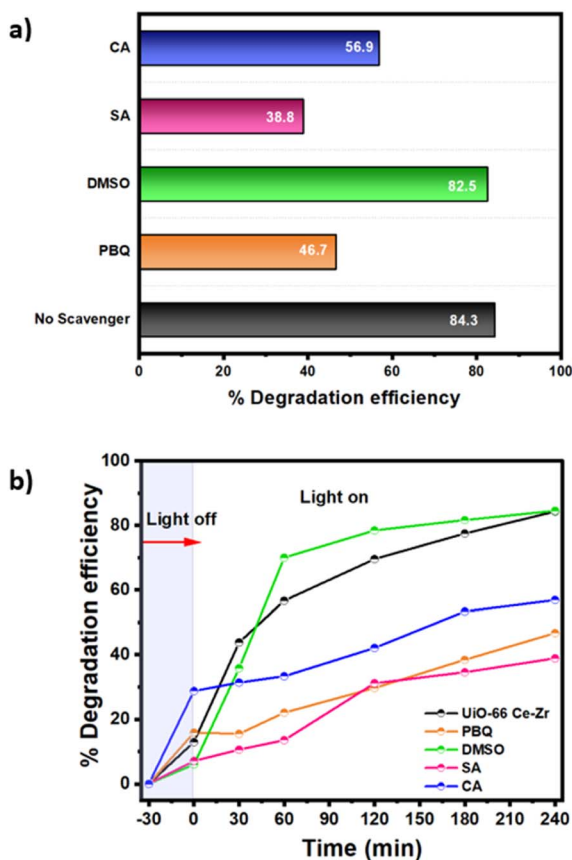 a)
CA
56.9
SA
38.8
DMSO
82.5
PBQ
46.7
No Scavenger
84.3
0 20 40 60 80 100
% Degradation efficiency
b)
100
80
60
40
20
0
% Degradation efficiency
Light off
Light on
UiO-66 Ce-Zr
PBQ
DMSO
SA
CA
-30 0 30 60 90 120 150 180 210 240
Time (min)